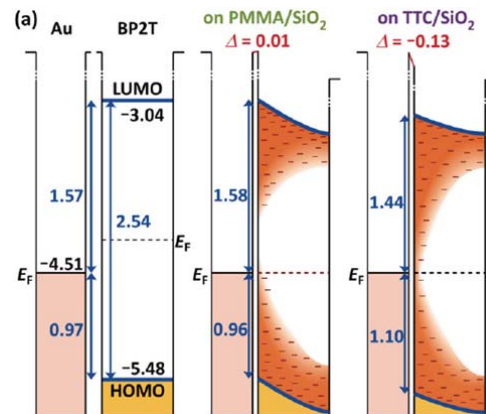 (a)
Au
BP2T
on PMMA/SiO₂
Δ = 0.01
on TTC/SiO₂
Δ = −0.13
LUMO
−3.04
1.57
2.54
1.58
1.44
EF
−4.51
EF
EF
EF
0.97
0.96
1.10
−5.48
HOMO